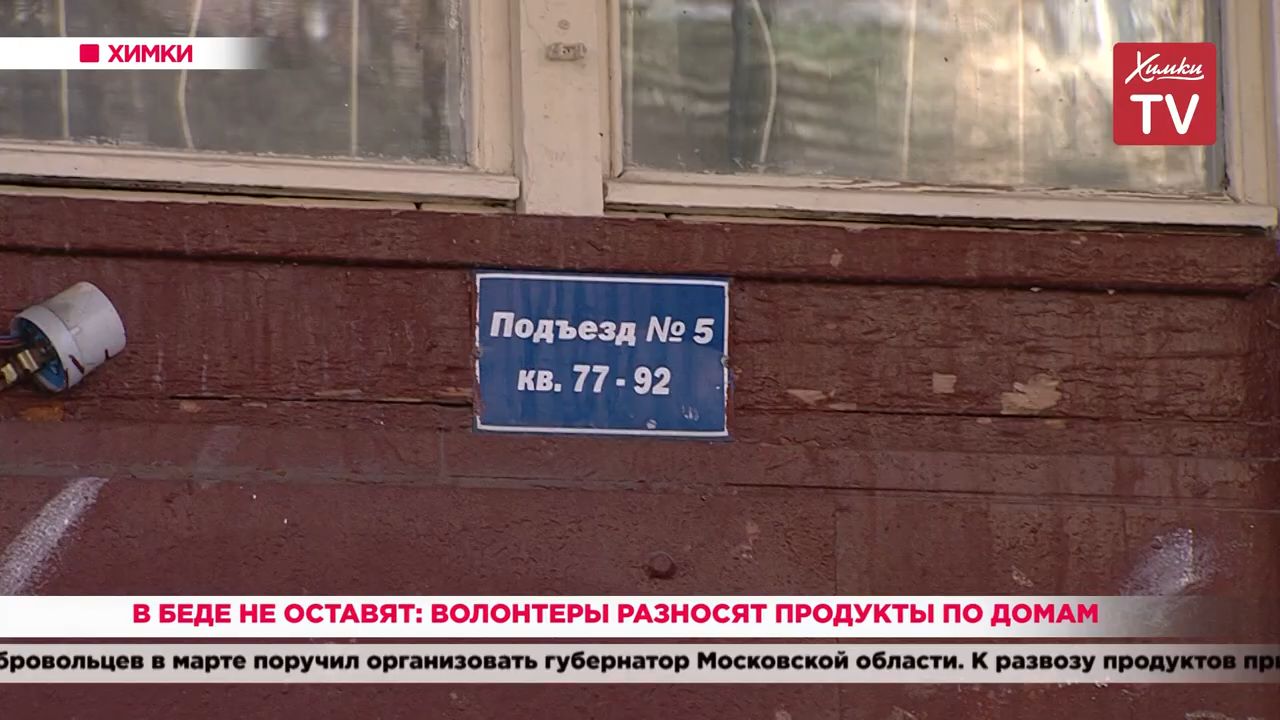 ХИМКИ
Химки
TV
Подъезд № 5
кв. 77 - 92
В БЕДЕ НЕ ОСТАВЯТ: ВОЛОНТЕРЫ РАЗНОСЯТ ПРОДУКТЫ ПО ДОМАМ
бровольцев в марте поручил организовать губернатор Московской области. К развозу продуктов при